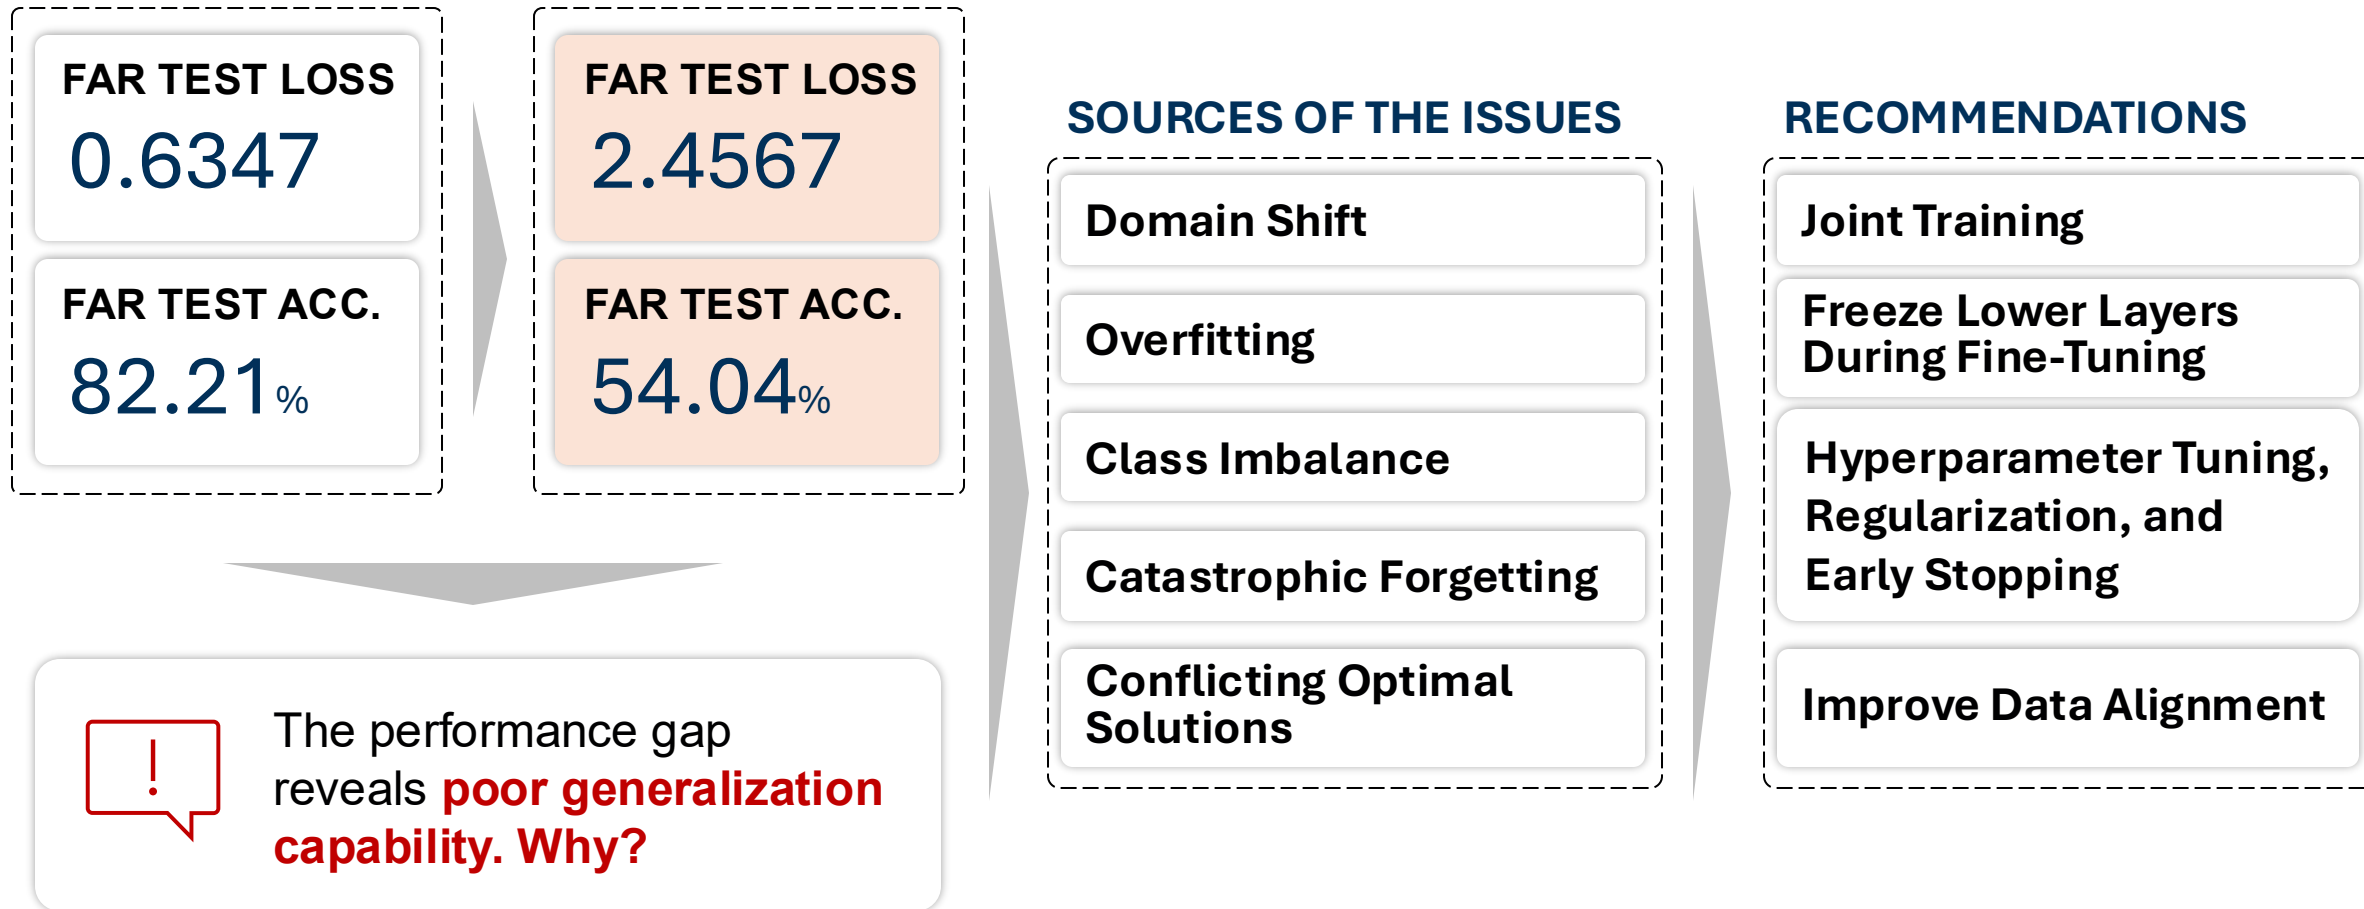 FAR TEST LOSS
0.6347
FAR TEST ACC.
82.21%
FAR TEST LOSS
2.4567
FAR TEST ACC.
54.04%
!
The performance gap
reveals poor generalization
capability. Why?
SOURCES OF THE ISSUES
Domain Shift
Overfitting
Class Imbalance
Catastrophic Forgetting
Conflicting Optimal
Solutions
RECOMMENDATIONS
Joint Training
Freeze Lower Layers
During Fine-Tuning
Hyperparameter Tuning,
Regularization, and
Early Stopping
Improve Data Alignment